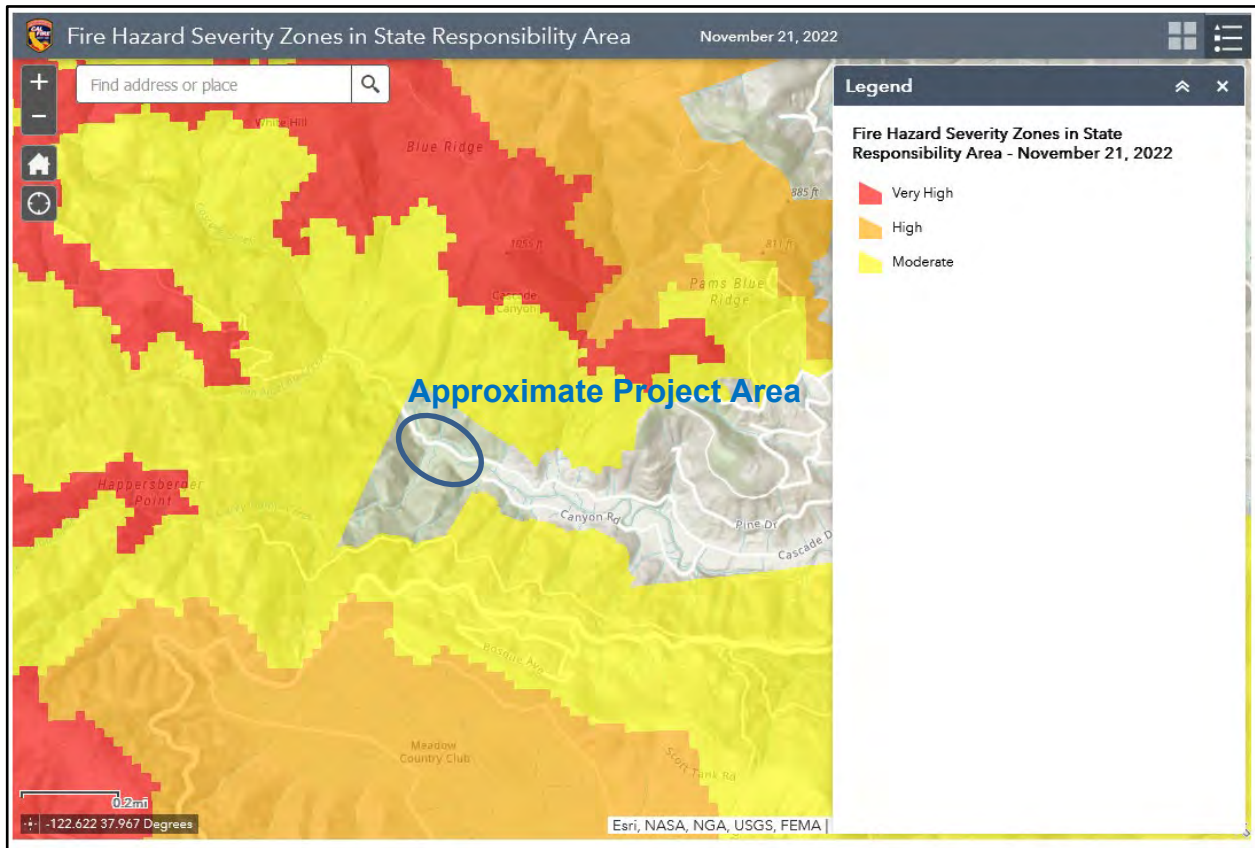 CAL FIRE
Fire Hazard Severity Zones in State Responsibility Area
November 21, 2022
+
Find address or place
−
Legend
Fire Hazard Severity Zones in State
Responsibility Area - November 21, 2022
Very High
High
Moderate
White Hill
Blue Ridge
885 ft
1055 ft
811 ft
Pams Blue
Ridge
Cascade
Canyon
Approximate Project Area
Happersberger
Point
Canyon Rd
Pine Dr
Cascade D
Bosque Ave
Meadow
Country Club
Scott Tank Rd
0.2mi
-122.622 37.967 Degrees
Esri, NASA, NGA, USGS, FEMA |